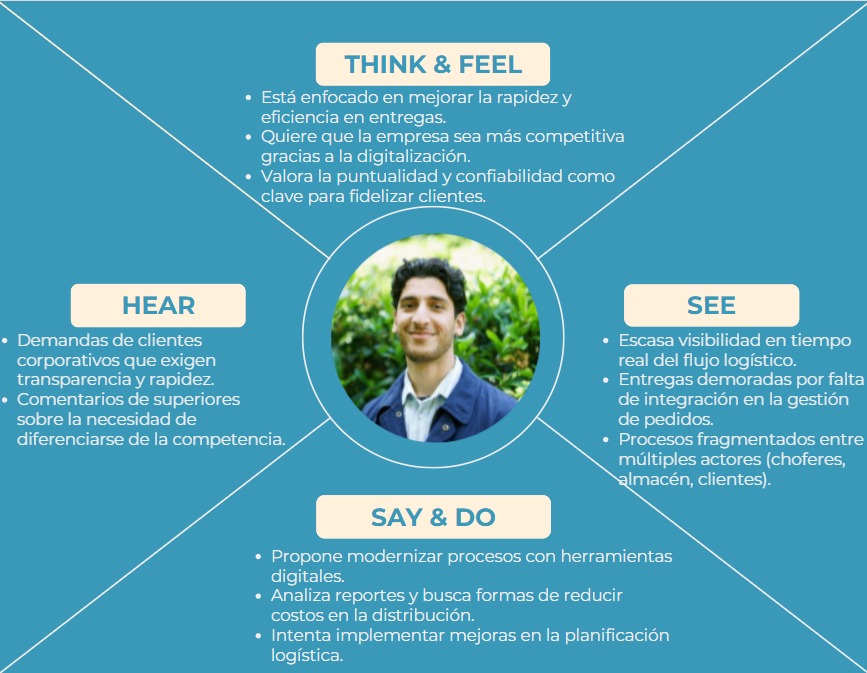 THINK & FEEL
• Está enfocado en mejorar la rapidez y
eficiencia en entregas.
• Quiere que la empresa sea más competitiva
gracias a la digitalización.
• Valora la puntualidad y confiabilidad como
clave para fidelizar clientes.
HEAR
• Demandas de clientes
corporativos que exigen
transparencia y rapidez.
• Comentarios de superiores
sobre la necesidad de
diferenciarse de la competencia.
SEE
• Escasa visibilidad en tiempo
real del flujo logístico.
• Entregas demoradas por falta
de integración en la gestión
de pedidos.
• Procesos fragmentados entre
múltiples actores (choferes,
almacén, clientes).
SAY & DO
• Propone modernizar procesos con herramientas
digitales.
• Analiza reportes y busca formas de reducir
costos en la distribución.
• Intenta implementar mejoras en la planificación
logística.